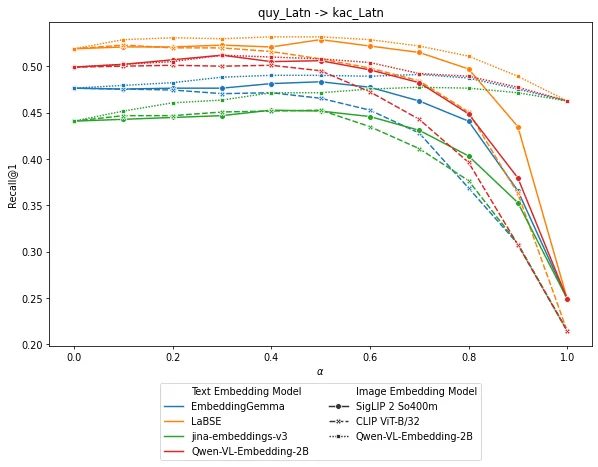 quy_Latn -> kac_Latn
Recall@1
0.50
0.45
0.40
0.35
0.30
0.25
0.20
0.0 0.2 0.4 0.6 0.8 1.0
α
Text Embedding Model Image Embedding Model
EmbeddingGemma SigLIP 2 So400m
LaBSE CLIP ViT-B/32
jina-embeddings-v3 Qwen-VL-Embedding-2B
Qwen-VL-Embedding-2B